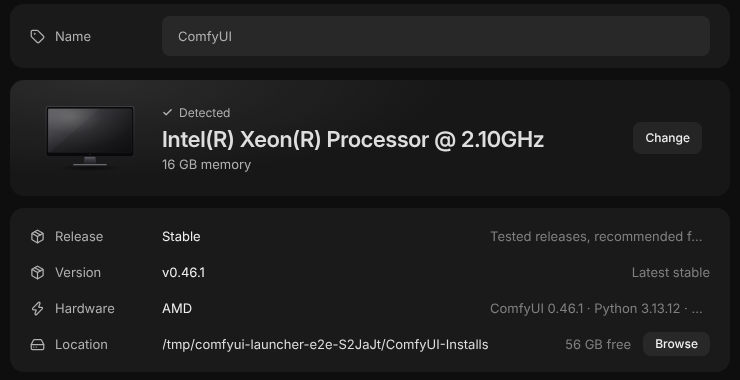 Name
ComfyUI
Detected
Intel(R) Xeon(R) Processor @ 2.10GHz
16 GB memory
Change
Release Stable Tested releases, recommended f...
Version v0.46.1 Latest stable
Hardware AMD ComfyUI 0.46.1 · Python 3.13.12 · ...
Location /tmp/comfyui-launcher-e2e-S2JaJt/ComfyUI-Installs 56 GB free Browse